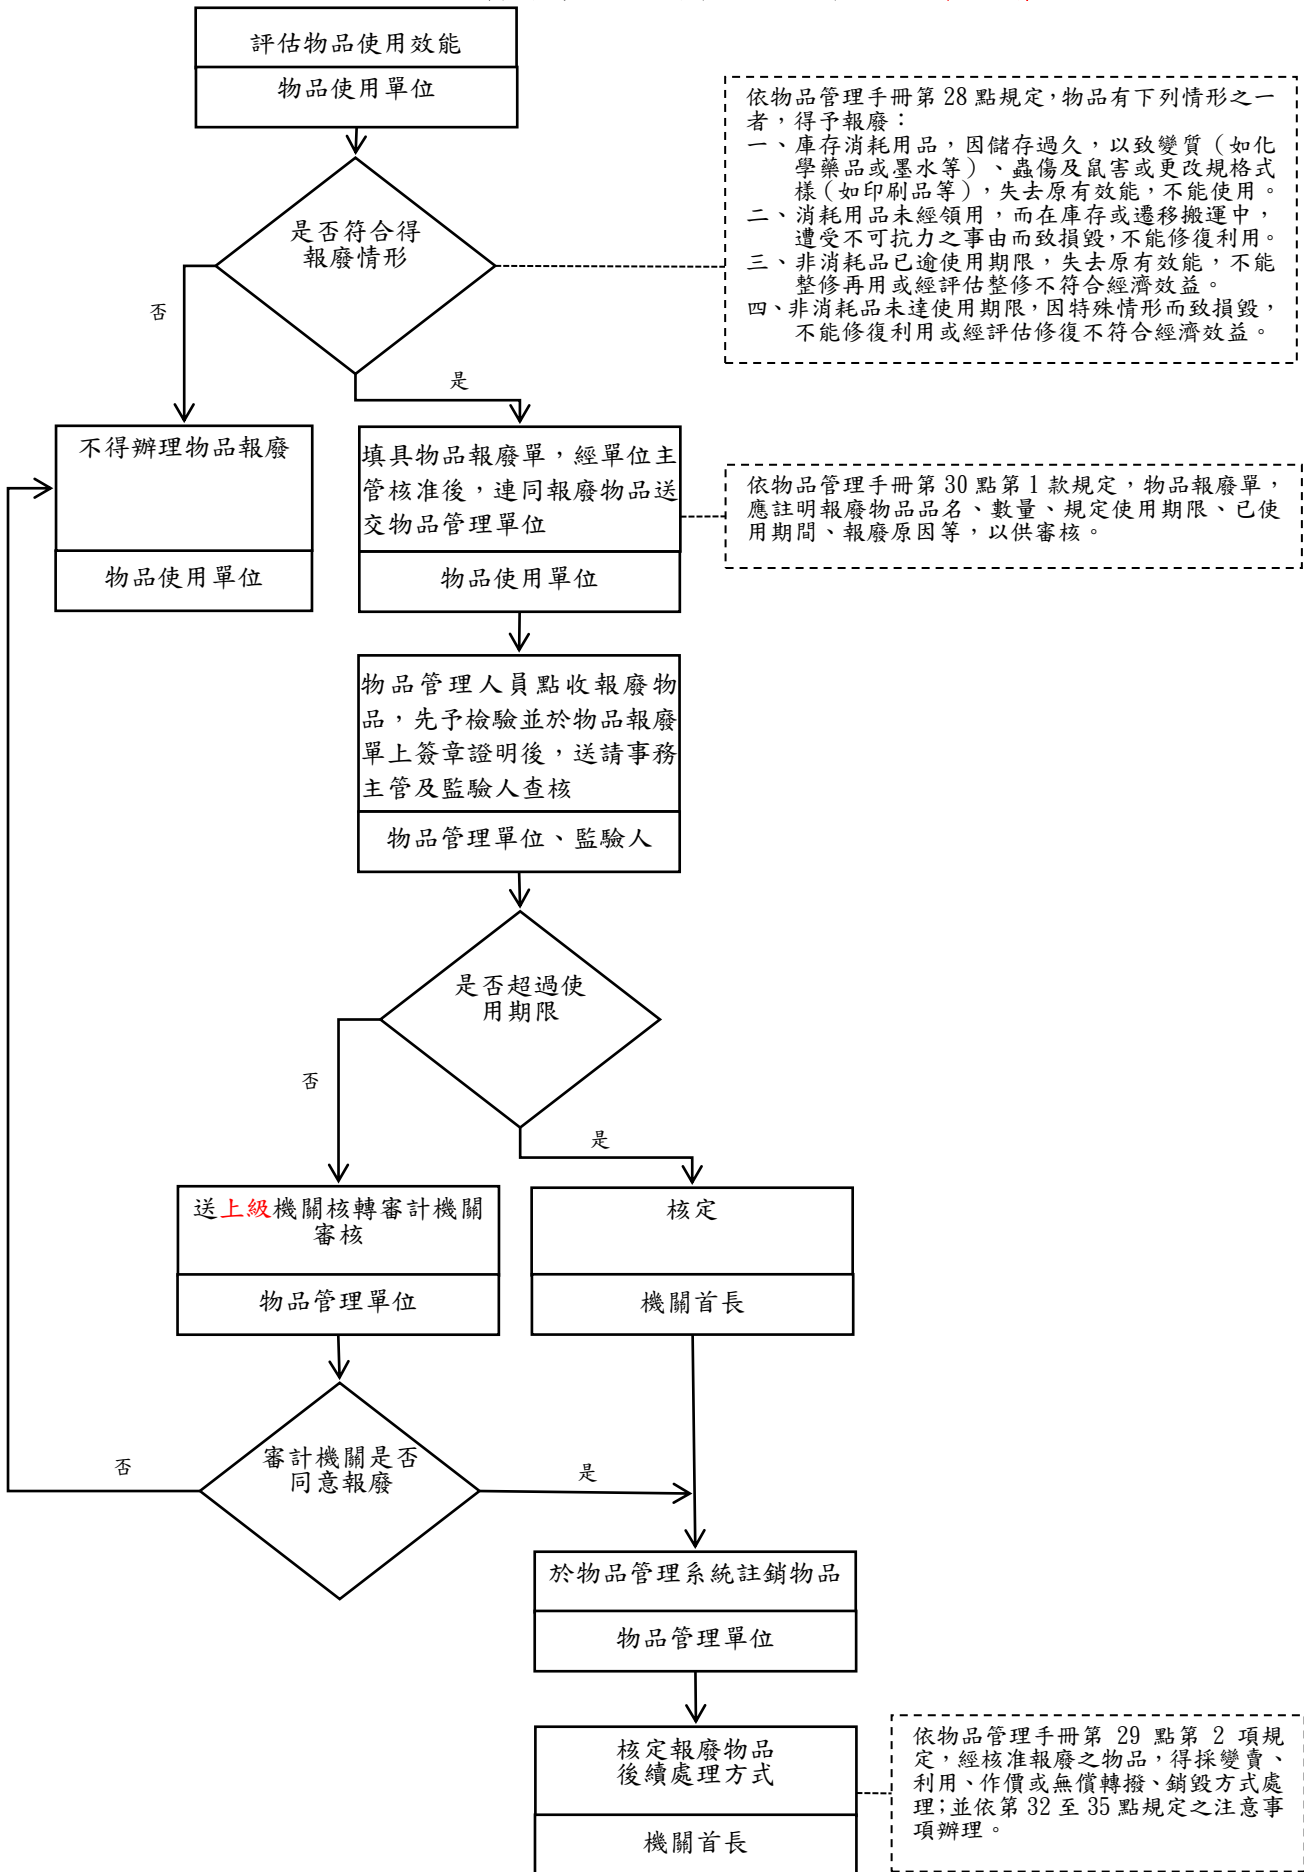 評估物品使用效能
物品使用單位
依物品管理手冊第 28 點規定，物品有下列情形之一
者，得予報廢：
一、庫存消耗用品，因儲存過久，以致變質（如化
學藥品或墨水等）、蟲傷及鼠害或更改規格式
樣（如印刷品等），失去原有效能，不能使用。
二、消耗用品未經領用，而在庫存或遷移搬運中，
遭受不可抗力之事由而致損毀，不能修復利用。
三、非消耗品已逾使用期限，失去原有效能，不能
整修再用或經評估整修不符合經濟效益。
四、非消耗品未達使用期限，因特殊情形而致損毀，
不能修復利用或經評估修復不符合經濟效益。
是否符合得
報廢情形
否
是
不得辦理物品報廢
物品使用單位
填具物品報廢單，經單位主
管核准後，連同報廢物品送
交物品管理單位
物品使用單位
依物品管理手冊第 30 點第 1 款規定，物品報廢單，
應註明報廢物品品名、數量、規定使用期限、已使
用期間、報廢原因等，以供審核。
物品管理人員點收報廢物
品，先予檢驗並於物品報廢
單上簽章證明後，送請事務
主管及監驗人查核
物品管理單位、監驗人
是否超過使
用期限
否
是
送上級機關核轉審計機關
審核
物品管理單位
核定
機關首長
審計機關是否
同意報廢
否
是
於物品管理系統註銷物品
物品管理單位
核定報廢物品
後續處理方式
機關首長
依物品管理手冊第 29 點第 2 項規
定，經核准報廢之物品，得採變賣、
利用、作價或無償轉撥、銷毀方式處
理；並依第 32 至 35 點規定之注意事
項辦理。